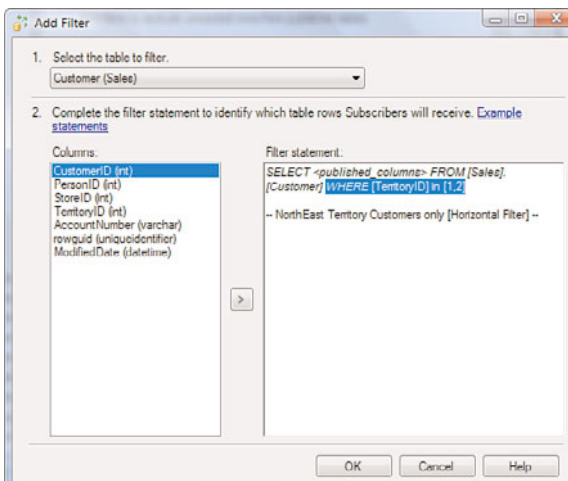 Add Filter
1. Select the table to filter.
Customer (Sales)
2. Complete the filter statement to identify which table rows Subscribers will receive. Example
statements
Columns:
CustomerID (int)
PersonID (int)
StoreID (int)
TerritoryID (int)
AccountNumber (varchar)
rowguid (uniqueidentifier)
ModifiedDate (datetime)
>
Filter statement:
SELECT <published_columns> FROM [Sales].
[Customer] WHERE [TerritoryID] in [1,2]
-- NorthEast Territory Customers only [Horizontal Filter] --
OK
Cancel
Help